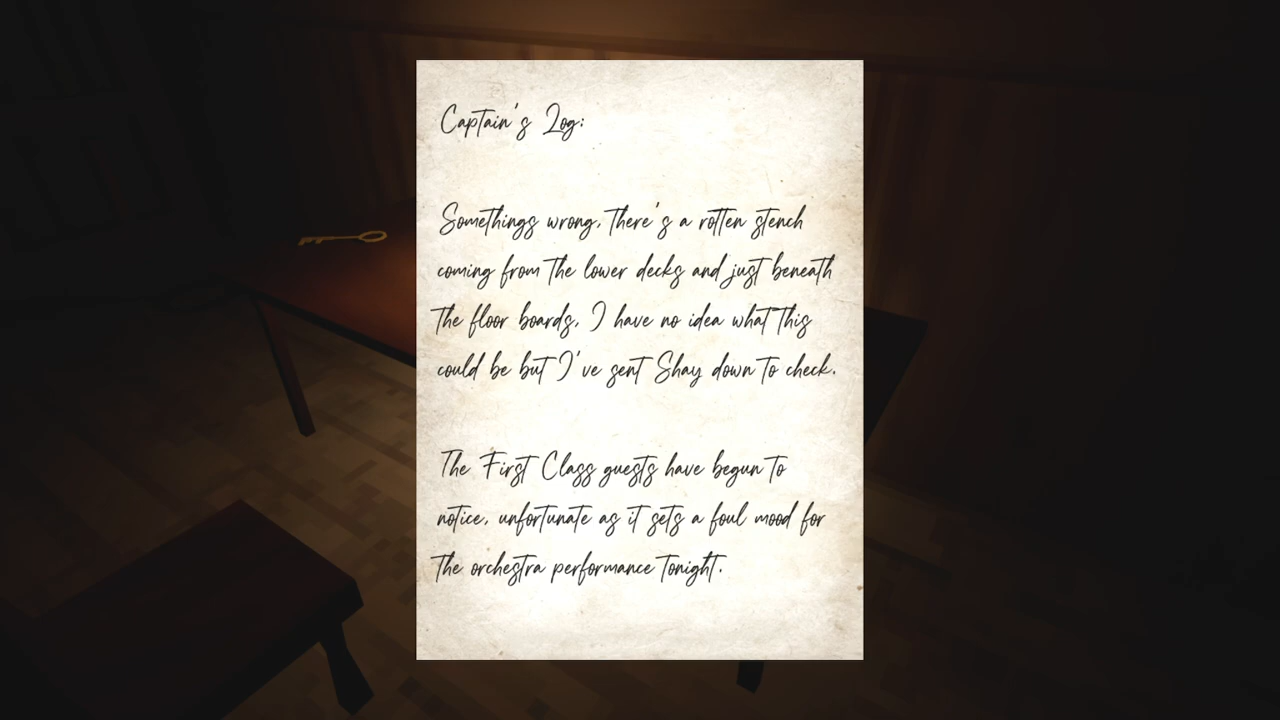 Captain's Log:
Somethings wrong, there's a rotten stench
coming from the lower decks and just beneath
the floor boards, I have no idea what this
could be but I've sent Shay down to check.
The First Class guests have begun to
notice, unfortunate as it sets a foul mood for
the orchestra performance tonight.